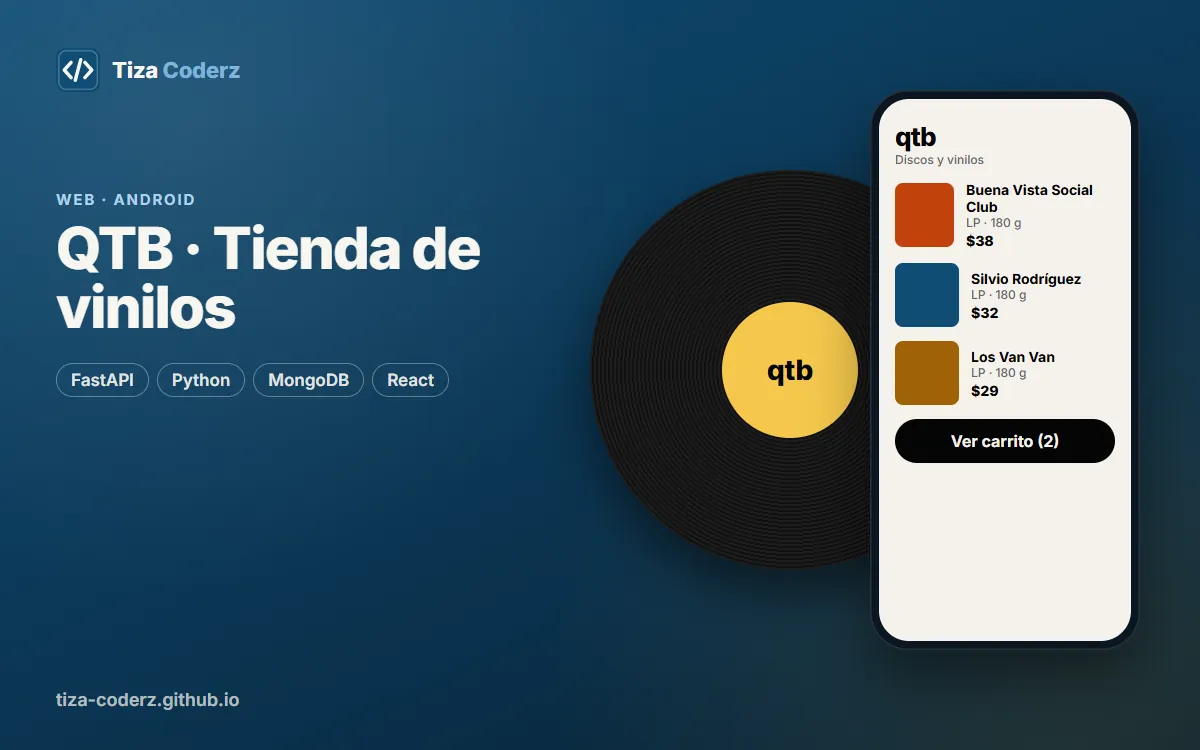 </> Tiza Coderz
WEB · ANDROID
QTB · Tienda de
vinilos
FastAPI
Python
MongoDB
React
tiza-coderz.github.io
qtb
qtb
Discos y vinilos
Buena Vista Social
Club
LP · 180 g
$38
Silvio Rodríguez
LP · 180 g
$32
Los Van Van
LP · 180 g
$29
Ver carrito (2)